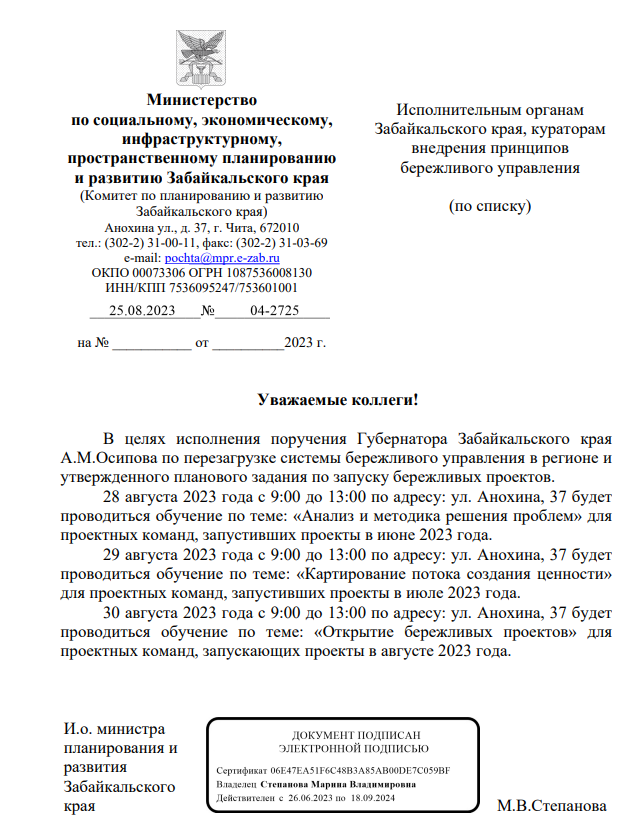 Министерство
по социальному, экономическому,
инфраструктурному,
пространственному планированию
и развитию Забайкальского края
(Комитет по планированию и развитию
Забайкальского края)
Анохина ул., д. 37, г. Чита, 672010
тел.: (302-2) 31-00-11, факс: (302-2) 31-03-69
e-mail: pochta@mpr.e-zab.ru
ОКПО 00073306 ОГРН 1087536008130
ИНН/КПП 7536095247/753601001
25.08.2023 № 04-2725
на № ___________ от __________2023 г.
Исполнительным органам
Забайкальского края, кураторам
внедрения принципов
бережливого управления
(по списку)
Уважаемые коллеги!
В целях исполнения поручения Губернатора Забайкальского края
А.М.Осипова по перезагрузке системы бережливого управления в регионе и
утвержденного планового задания по запуску бережливых проектов.
28 августа 2023 года с 9:00 до 13:00 по адресу: ул. Анохина, 37 будет
проводиться обучение по теме: «Анализ и методика решения проблем» для
проектных команд, запустивших проекты в июне 2023 года.
29 августа 2023 года с 9:00 до 13:00 по адресу: ул. Анохина, 37 будет
проводиться обучение по теме: «Картирование потока создания ценности»
для проектных команд, запустивших проекты в июле 2023 года.
30 августа 2023 года с 9:00 до 13:00 по адресу: ул. Анохина, 37 будет
проводиться обучение по теме: «Открытие бережливых проектов» для
проектных команд, запускающих проекты в августе 2023 года.
И.о. министра
планирования и
развития
Забайкальского
края
ДОКУМЕНТ ПОДПИСАН
ЭЛЕКТРОННОЙ ПОДПИСЬЮ
Сертификат 06E47EA51F6C48B3A85AB00DE7C059BF
Владелец Степанова Марина Владимировна
Действителен с 26.06.2023 по 18.09.2024
М.В.Степанова